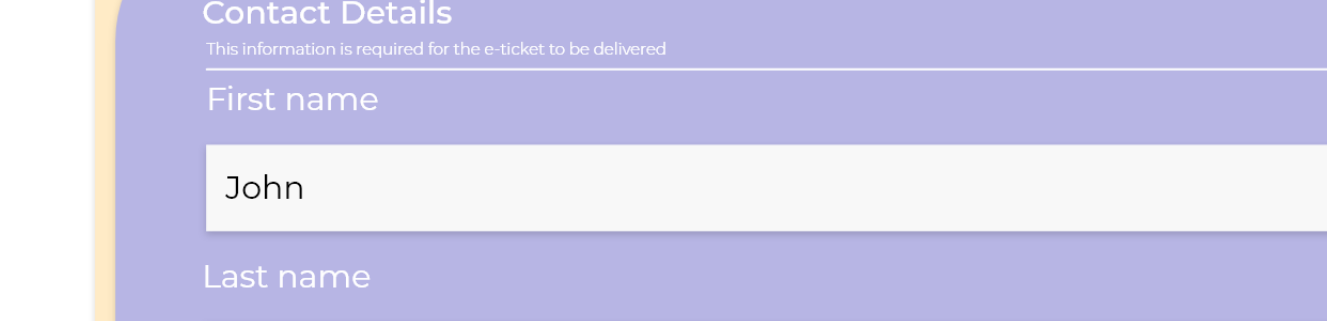 Contact Details
This information is required for the e-ticket to be delivered
First name
John
Last name